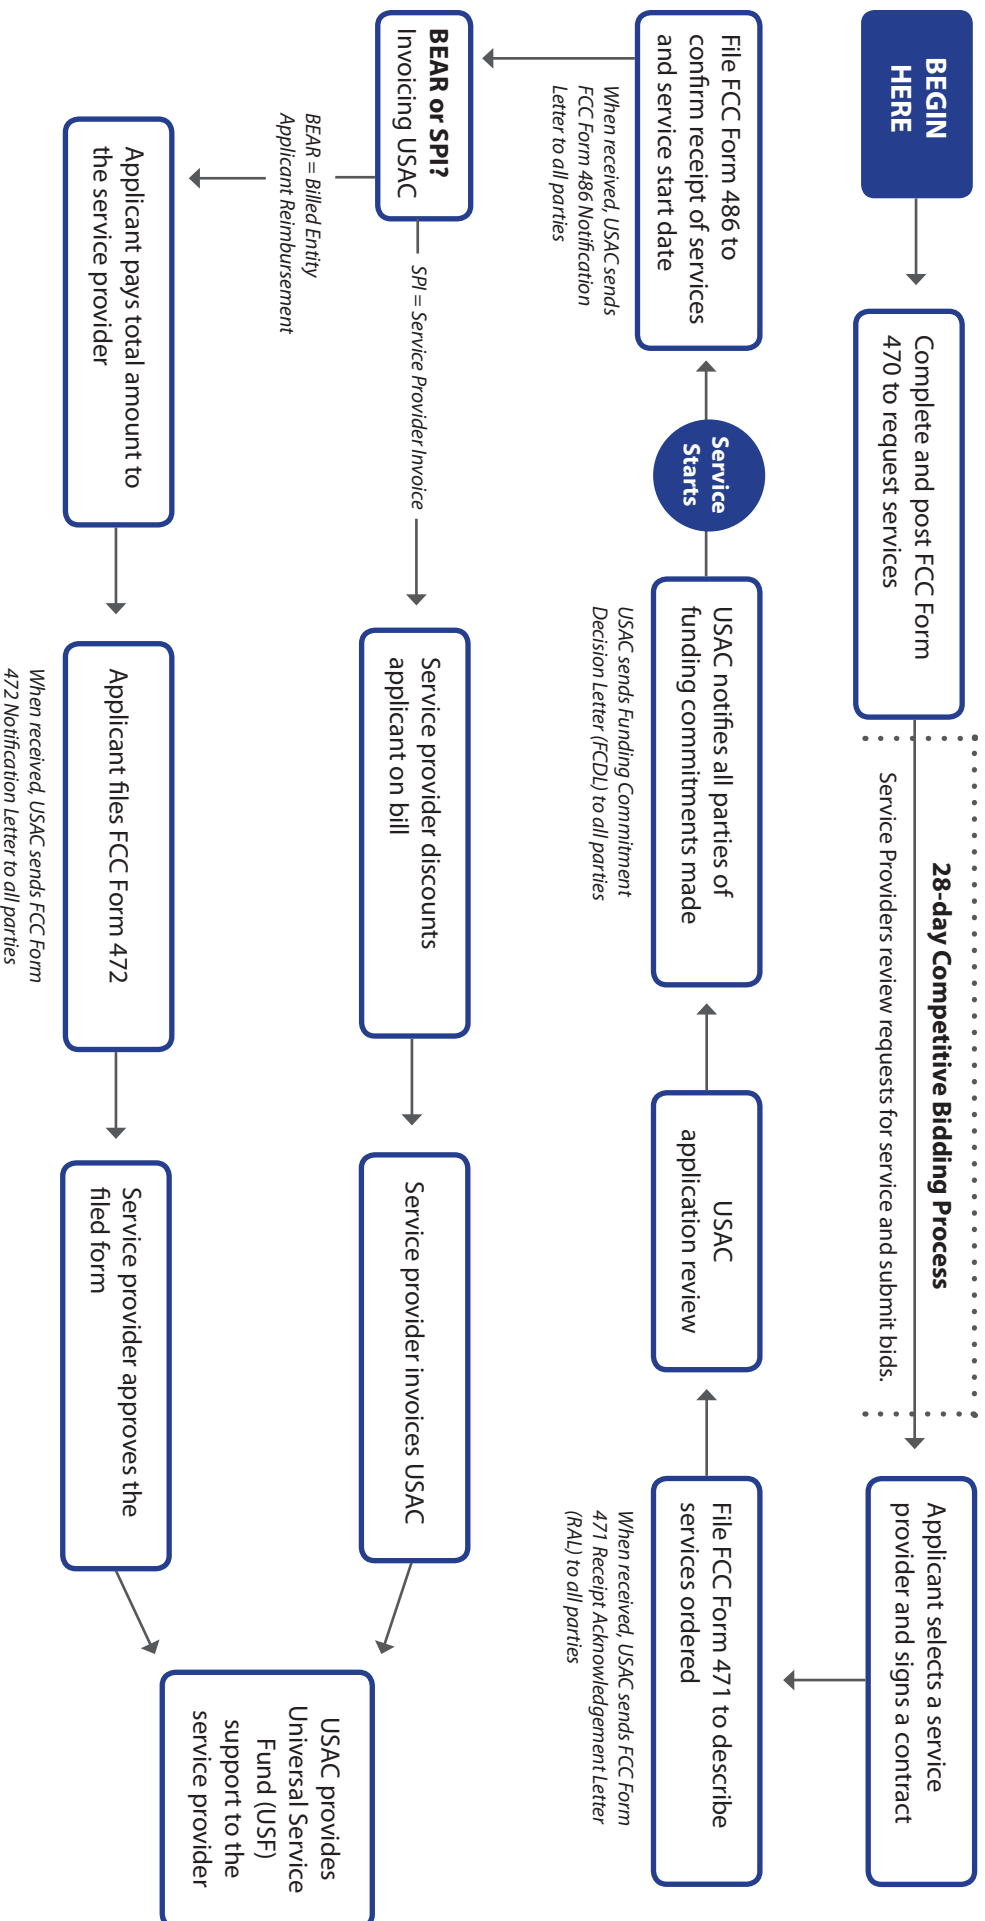 BEGIN
HERE
Complete and post FCC Form
470 to request services
28-day Competitive Bidding Process
Service Providers review requests for service and submit bids.
Applicant selects a service
provider and signs a contract
File FCC Form 471 to describe
services ordered
When received, USAC sends FCC Form
471 Receipt Acknowledgement Letter
(RAL) to all parties
USAC
application review
USAC notifies all parties of
funding commitments made
USAC sends Funding Commitment
Decision Letter (FCDL) to all parties
Service
Starts
File FCC Form 486 to
confirm receipt of services
and service start date
When received, USAC sends
FCC Form 486 Notification
Letter to all parties
BEAR or SPI?
Invoicing USAC
SPI = Service Provider Invoice
Service provider discounts
applicant on bill
Service provider invoices USAC
BEAR = Billed Entity
Applicant Reimbursement
Applicant pays total amount to
the service provider
Applicant files FCC Form 472
When received, USAC sends FCC Form
472 Notification Letter to all parties
Service provider approves the
filed form
USAC provides
Universal Service
Fund (USF)
support to the
service provider